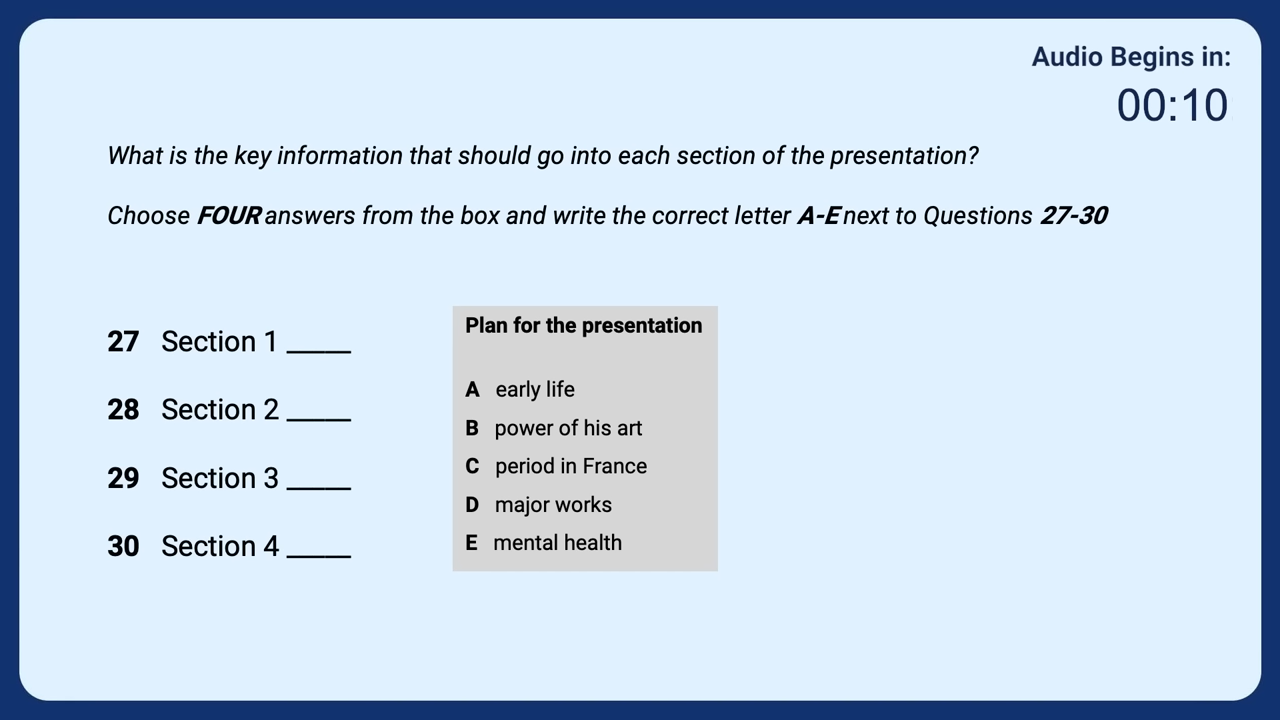 Audio Begins in:
00:10
What is the key information that should go into each section of the presentation?
Choose FOUR answers from the box and write the correct letter A-E next to Questions 27-30
27 Section 1 _____
28 Section 2 _____
29 Section 3 _____
30 Section 4 _____
Plan for the presentation
A early life
B power of his art
C period in France
D major works
E mental health